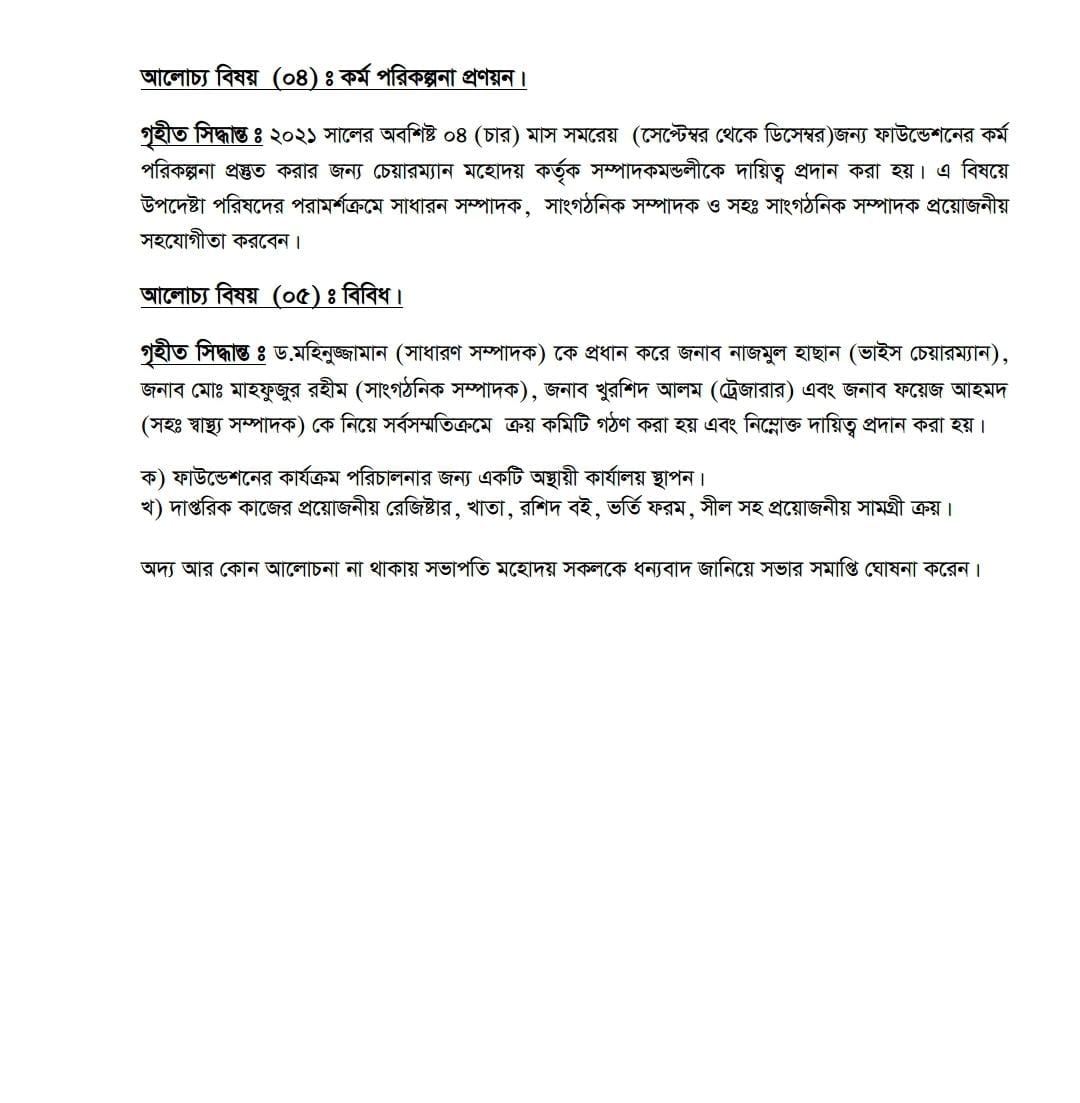 আলোচ্য বিষয় (০৪) ঃ কর্ম পরিকল্পনা প্রণয়ন।
গৃহীত সিদ্ধান্ত ঃ ২০২১ সালের অবশিষ্ট ০৪ (চার) মাস সমরেয় (সেপ্টেম্বর থেকে ডিসেম্বর)জন্য ফাউন্ডেশনের কর্ম
পরিকল্পনা প্রস্তুত করার জন্য চেয়ারম্যান মহোদয় কর্তৃক সম্পাদকমন্ডলীকে দায়িত্ব প্রদান করা হয়। এ বিষয়ে
উপদেষ্টা পরিষদের পরামর্শক্রমে সাধারন সম্পাদক, সাংগঠনিক সম্পাদক ও সহঃ সাংগঠনিক সম্পাদক প্রয়োজনীয়
সহযোগীতা করবেন।
আলোচ্য বিষয় (০৫) ঃ বিবিধ।
গৃহীত সিদ্ধান্ত ঃ ড.মহিনুজ্জামান (সাধারণ সম্পাদক) কে প্রধান করে জনাব নাজমুল হাছান (ভাইস চেয়ারম্যান),
জনাব মোঃ মাহফুজুর রহীম (সাংগঠনিক সম্পাদক), জনাব খুরশিদ আলম (ট্রেজারার) এবং জনাব ফয়েজ আহমদ
(সহঃ স্বাস্থ্য সম্পাদক) কে নিয়ে সর্বসম্মতিক্রমে ক্রয় কমিটি গঠণ করা হয় এবং নিম্নোক্ত দায়িত্ব প্রদান করা হয়।
ক) ফাউন্ডেশনের কার্যক্রম পরিচালনার জন্য একটি অস্থায়ী কার্যালয় স্থাপন।
খ) দাপ্তরিক কাজের প্রয়োজনীয় রেজিষ্টার, খাতা, রশিদ বই, ভর্তি ফরম, সীল সহ প্রয়োজনীয় সামগ্রী ক্রয়।
অদ্য আর কোন আলোচনা না থাকায় সভাপতি মহোদয় সকলকে ধন্যবাদ জানিয়ে সভার সমাপ্তি ঘোষনা করেন।